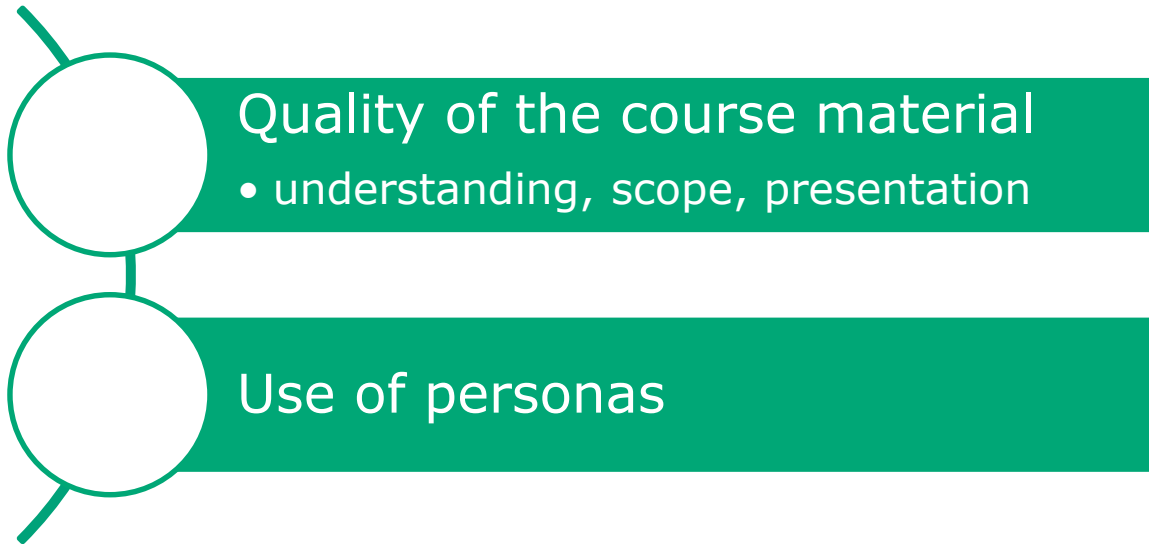 Quality of the course material
• understanding, scope, presentation
Use of personas